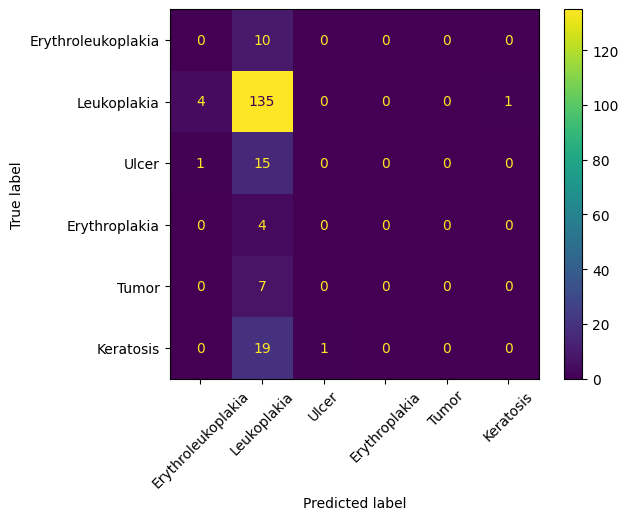 Erythroleukoplakia 0 10 0 0 0 0
Leukoplakia 4 135 0 0 0 1
Ulcer 1 15 0 0 0 0
Erythroplakia 0 4 0 0 0 0
Tumor 0 7 0 0 0 0
Keratosis 0 19 1 0 0 0
True label
Erythroleukoplakia Leukoplakia Ulcer Erythroplakia Tumor Keratosis
Predicted label
120
100
80
60
40
20
0